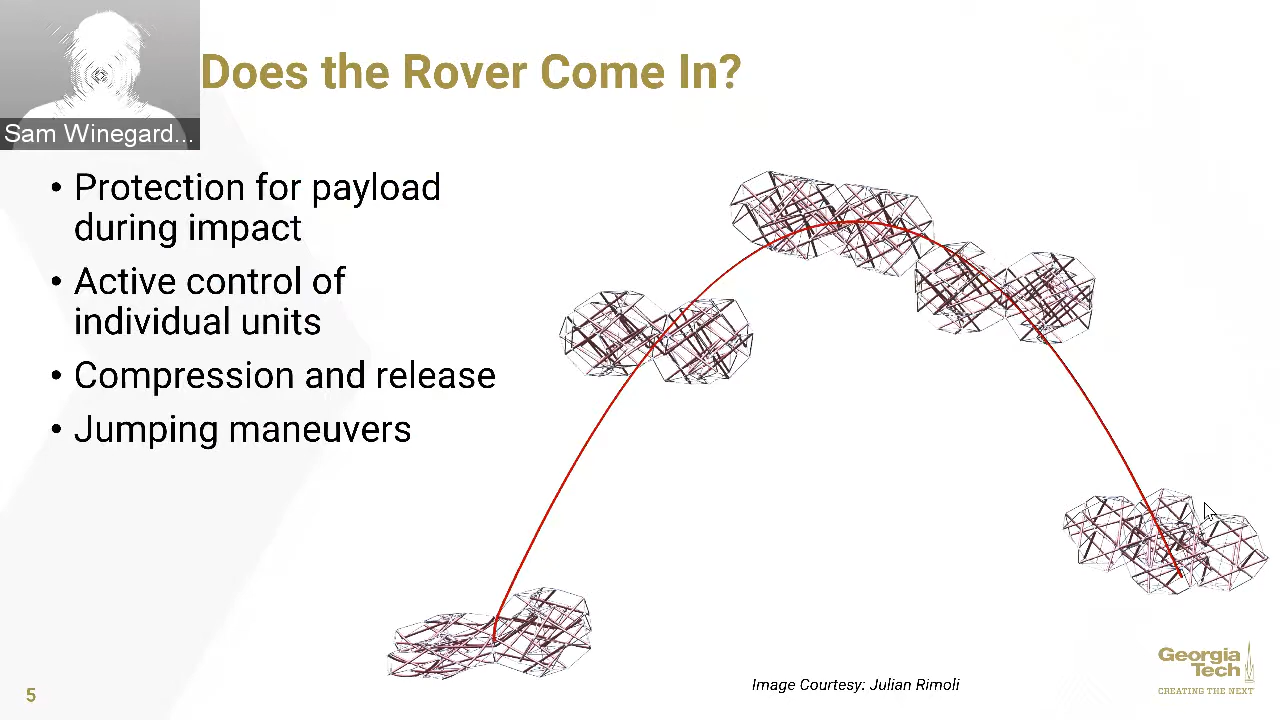 Does the Rover Come In?
Sam Winegard...
• Protection for payload
during impact
• Active control of
individual units
• Compression and release
• Jumping maneuvers
Image Courtesy: Julian Rimoli
Georgia
Tech
CREATING THE NEXT
5